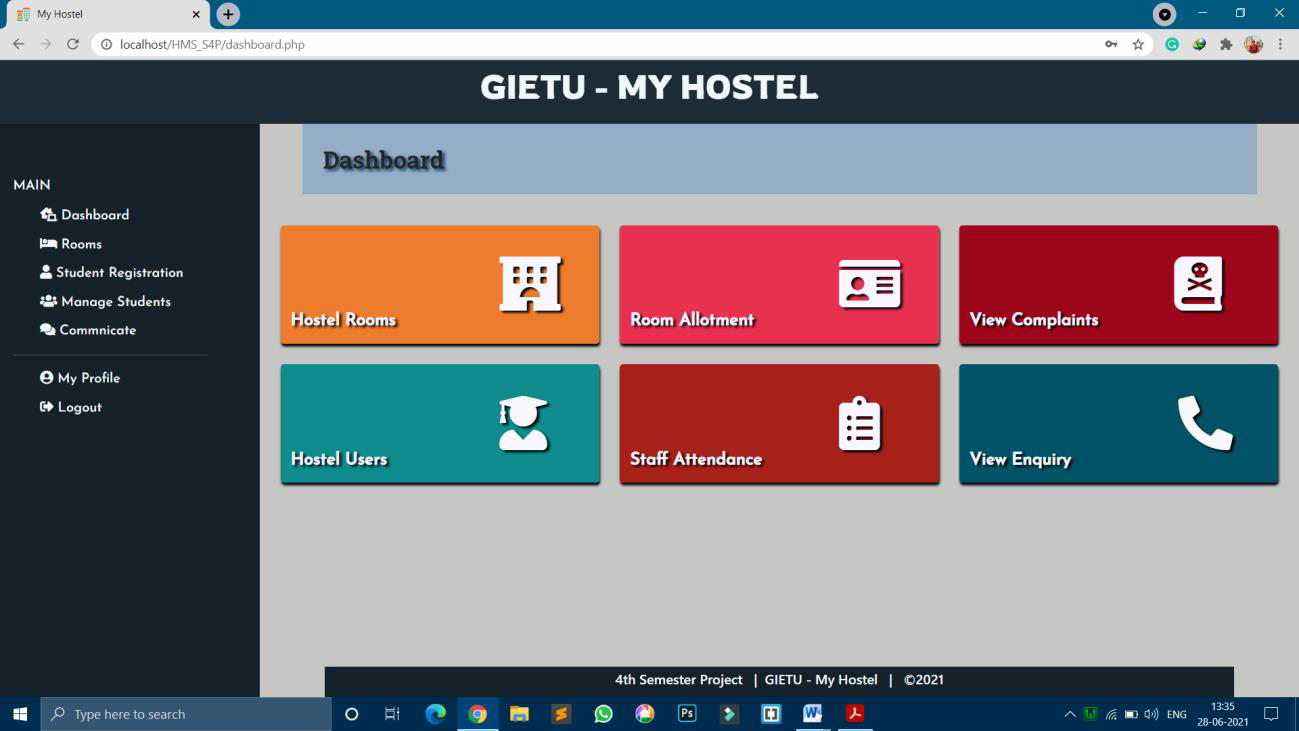 My Hostel
localhost/HMS_S4P/dashboard.php
GIETU - MY HOSTEL
MAIN
Dashboard
Rooms
Student Registration
Manage Students
Commnicate
My Profile
Logout
Dashboard
Hostel Rooms
Room Allotment
View Complaints
Hostel Users
Staff Attendance
View Enquiry
4th Semester Project | GIETU - My Hostel | ©2021
Type here to search
Ps
W
ENG
13:35
28-06-2021